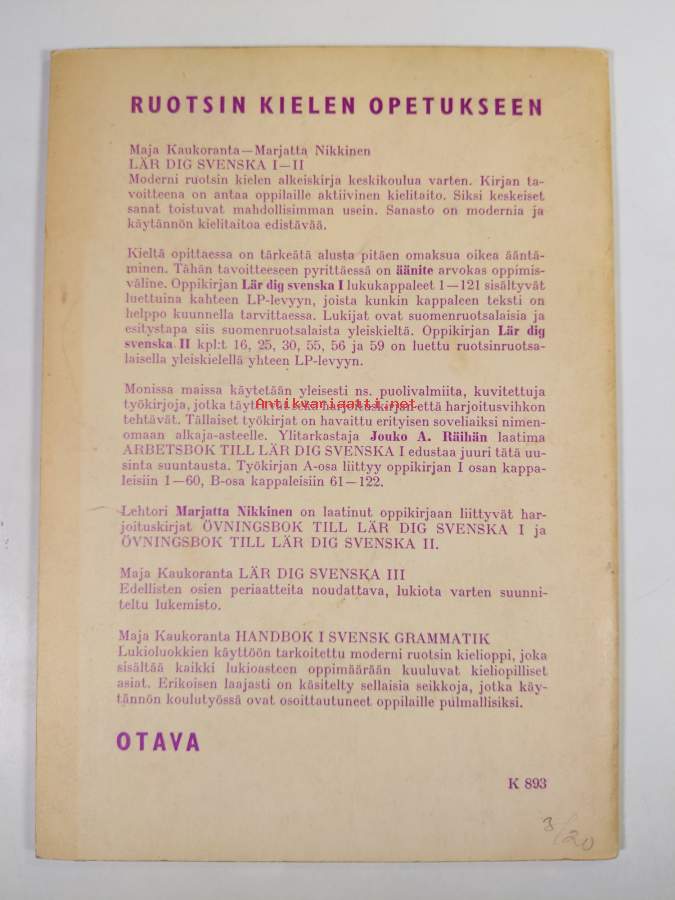 RUOTSIN KIELEN OPETUKSEEN
Maja Kaukoranta—Marjatta Nikkinen
LÄR DIG SVENSKA I—II
Moderni ruotsin kielen alkeiskirja keskikoulua varten. Kirjan ta-
voitteena on antaa oppilaille aktiivinen kielitaito. Siksi keskeiset
sanat toistuvat mahdollisimman usein. Sanasto on modernia ja
käytännön kielitaitoa edistävää.
Kieltä opittaessa on tärkeätä alusta pitäen omaksua oikea ääntä-
minen. Tähän tavoitteeseen pyrittäessä on äänite arvokas oppimis-
väline. Oppikirjan Lär dig svenska I lukukappaleet 1—121 sisältyvät
luettuina kahteen LP-levyyn, joista kunkin kappaleen teksti on
helppo kuunnella tarvittaessa. Lukijat ovat suomenruotsalaisia ja
esitystapa siis suomenruotsalaista yleiskieltä. Oppikirjan Lär dig
svenska II kpl:t 16, 25, 30, 55, 56 ja 59 on luettu ruotsinruotsa-
laisella yleiskielellä yhteen LP-levyyn.
Monissa maissa käytetään yleisesti ns. puolivalmiita, kuvitettuja
Antikvariaatti.net
työkirjoja, jotka täyttävät sekä harjoituskirjan että harjoitusvihkon
tehtävät. Tällaiset työkirjat on havaittu erityisen soveliaiksi nimen-
omaan alkaja-asteelle. Ylitarkastaja Jouko A. Räihän laatima
ARBETSBOK TILL LÄR DIG SVENSKA I edustaa juuri tätä uu-
sinta suuntausta. Työkirjan A-osa liittyy oppikirjan I osan kappa-
leisiin 1—60, B-osa kappaleisiin 61—122.
Lehtori Marjatta Nikkinen on laatinut oppikirjaan liittyvät har-
joituskirjat ÖVNINGSBOK TILL LÄR DIG SVENSKA I ja
ÖVNINGSBOK TILL LÄR DIG SVENSKA II.
Maja Kaukoranta LÄR DIG SVENSKA III
Edellisten osien periaatteita noudattava, lukiota varten suunni-
teltu lukemisto.
Maja Kaukoranta HANDBOK I SVENSK GRAMMATIK
Lukioluokkien käyttöön tarkoitettu moderni ruotsin kielioppi, joka
sisältää kaikki lukioasteen oppimäärään kuuluvat kieliopilliset
asiat. Erikoisen laajasti on käsitelty sellaisia seikkoja, jotka käy-
tännön koulutyössä ovat osoittautuneet oppilaille pulmallisiksi.
OTAVA
K 893
3/20